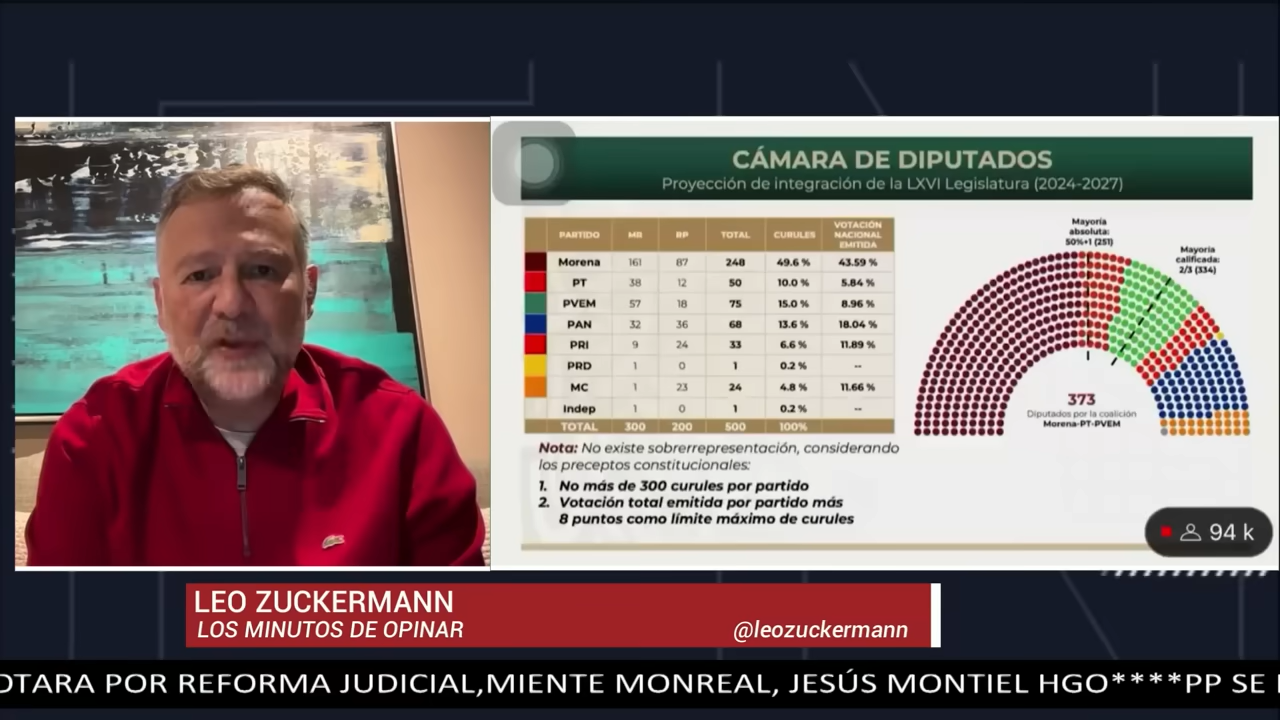 CÁMARA DE DIPUTADOS
Proyección de integración de la LXVI Legislatura (2024-2027)
PARTIDO MR RP TOTAL CURULES VOTACIÓN NACIONAL EMITIDA
Morena 161 87 248 49.6 % 43.59 %
PT 38 12 50 10.0 % 5.84 %
PVEM 57 18 75 15.0 % 8.96 %
PAN 32 36 68 13.6 % 18.04 %
PRI 9 24 33 6.6 % 11.89 %
PRD 1 0 1 0.2 % --
MC 1 23 24 4.8 % 11.66 %
Indep 1 0 1 0.2 % --
TOTAL 300 200 500 100%
Nota: No existe sobrerrepresentación, considerando
los preceptos constitucionales:
1. No más de 300 curules por partido
2. Votación total emitida por partido más
8 puntos como límite máximo de curules
Mayoría
absoluta:
50%+1 (251)
Mayoría
calificada:
2/3 (334)
373
Diputados por la coalición
Morena-PT-PVEM
94 k
LEO ZUCKERMANN
LOS MINUTOS DE OPINAR @leozuckermann
OTARA POR REFORMA JUDICIAL,MIENTE MONREAL, JESÚS MONTIEL HGO****PP SE